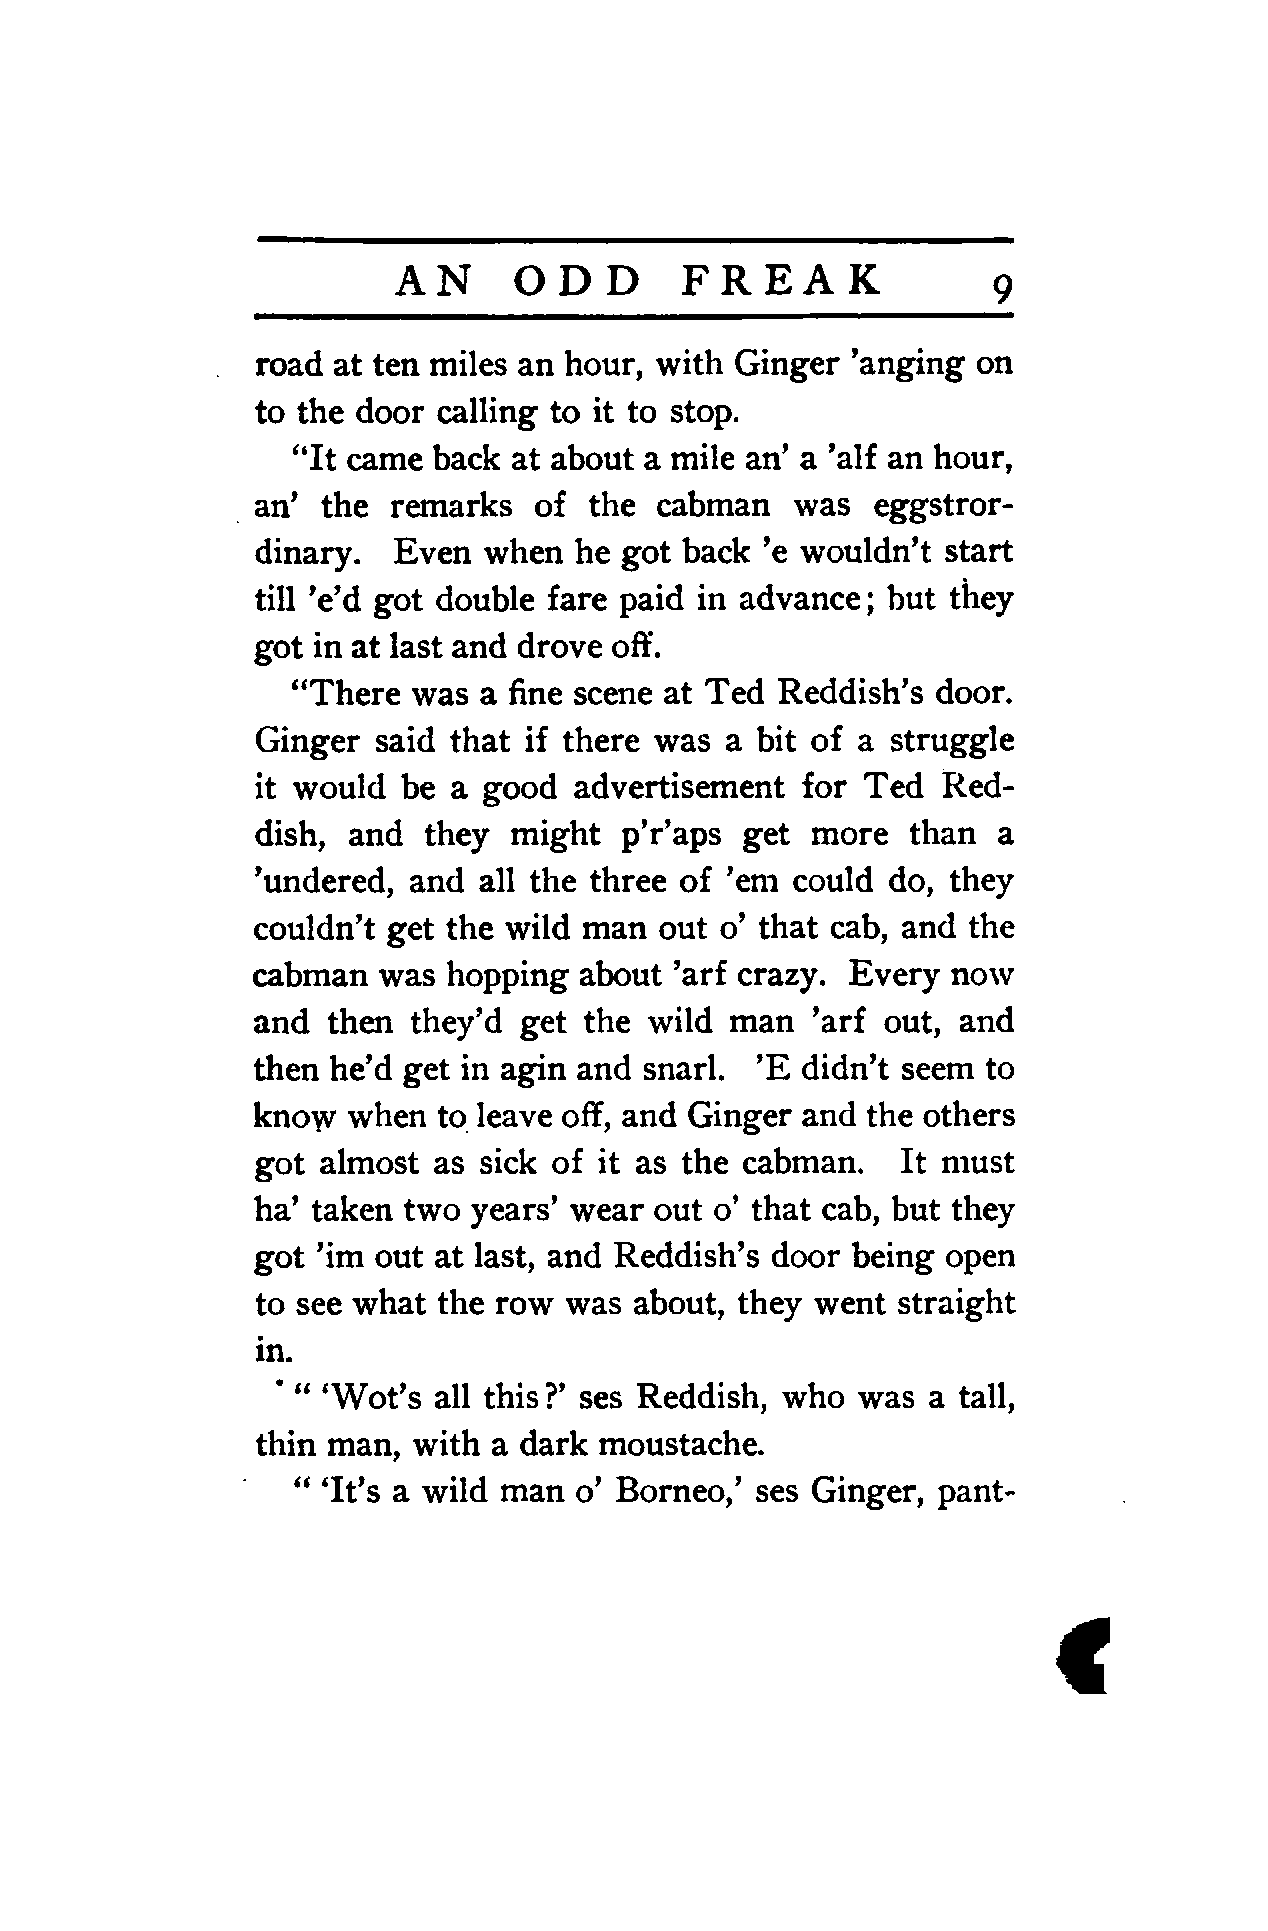 AN ODD FREAK 9
road at ten miles an hour, with Ginger ’anging on
to the door calling to it to stop.
“It came back at about a mile an’ a ’alf an hour,
an’ the remarks of the cabman was eggstror-
dinary. Even when he got back ’e wouldn’t start
till ’e’d got double fare paid in advance; but they
got in at last and drove off.
“There was a fine scene at Ted Reddish’s door.
Ginger said that if there was a bit of a struggle
it would be a good advertisement for Ted Red-
dish, and they might p’r’aps get more than a
’undered, and all the three of ’em could do, they
couldn’t get the wild man out o’ that cab, and the
cabman was hopping about ’arf crazy. Every now
and then they’d get the wild man ’arf out, and
then he’d get in agin and snarl. ’E didn’t seem to
know when to leave off, and Ginger and the others
got almost as sick of it as the cabman. It must
ha’ taken two years’ wear out o’ that cab, but they
got ’im out at last, and Reddish’s door being open
to see what the row was about, they went straight
in.
“ ‘Wot’s all this?’ ses Reddish, who was a tall,
thin man, with a dark moustache.
“ ‘It’s a wild man o’ Borneo,’ ses Ginger, pant-